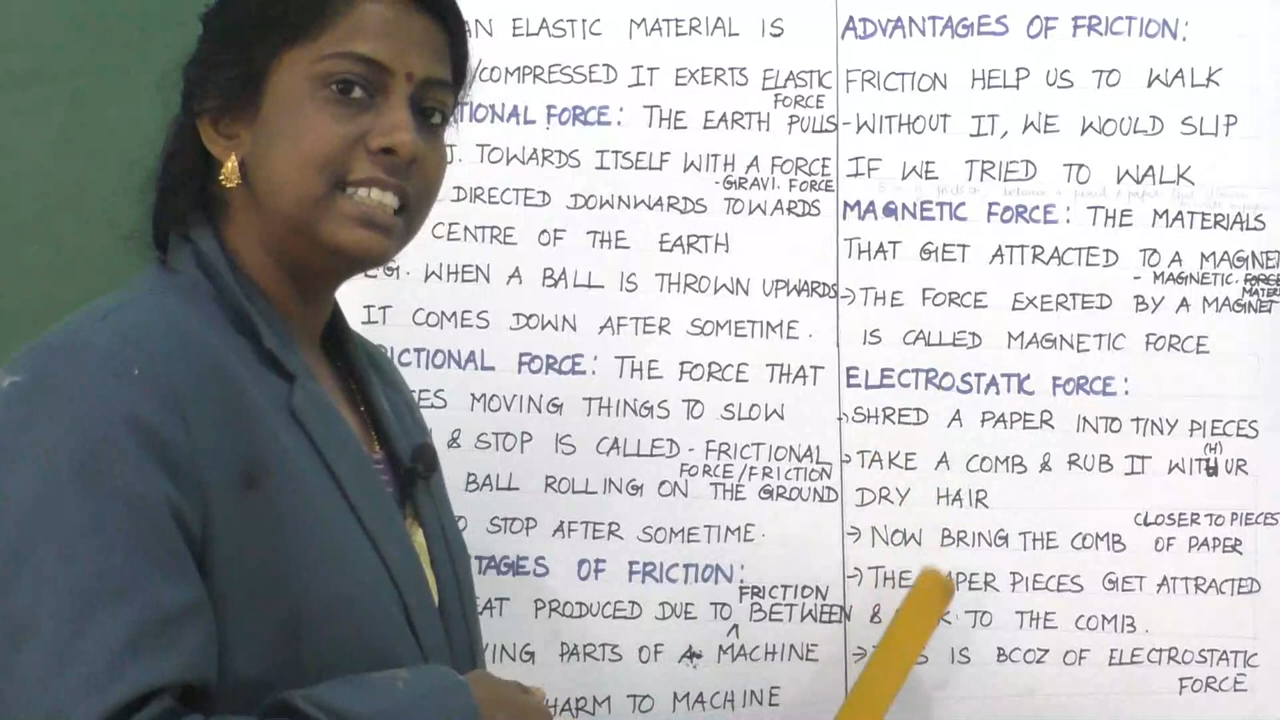 AN ELASTIC MATERIAL IS
/COMPRESSED IT EXERTS ELASTIC
FORCE
TIONAL FORCE: THE EARTH PULLS
J. TOWARDS ITSELF WITH A FORCE
-GIRAVI. FORCE
DIRECTED DOWNWARDS TOWARDS
CENTRE OF THE EARTH
EG. WHEN A BALL IS THROWN UPWARDS
IT COMES DOWN AFTER SOMETIME.
RICTIONAL FORCE: THE FORCE THAT
ES MOVING THINGS TO SLOW
& STOP IS CALLED - FRICTIONAL
FORCE/FRICTION
BALL ROLLING ON THE GROUND
O STOP AFTER SOMETIME.
TAGES OF FRICTION:
FRICTION
EAT PRODUCED DUE TO BETWEEN
VING PARTS OF MACHINE
HARM TO MACHINE
ADVANTAGES OF FRICTION:
FRICTION HELP US TO WALK
-WITHOUT IT, WE WOULD SLIP
IF WE TRIED TO WALK
MAGNETIC FORCE: THE MATERIALS
THAT GET ATTRACTED TO A MAGNET
- MAGNETIC. FORCE
MATER
→THE FORCE EXERTED BY A MAGNET
IS CALLED MAGNETIC FORCE
ELECTROSTATIC FORCE:
→SHRED A PAPER INTO TINY PIECES
(H)
→TAKE A COMB & RUB IT WITH UR
DRY HAIR
CLOSER TO PIECES
→NOW BRING THE COMB OF PAPER
→THE APER PIECES GET ATTRACTED
& K TO THE COMB.
→ S IS BCOZ OF ELECTROSTATIC
FORCE